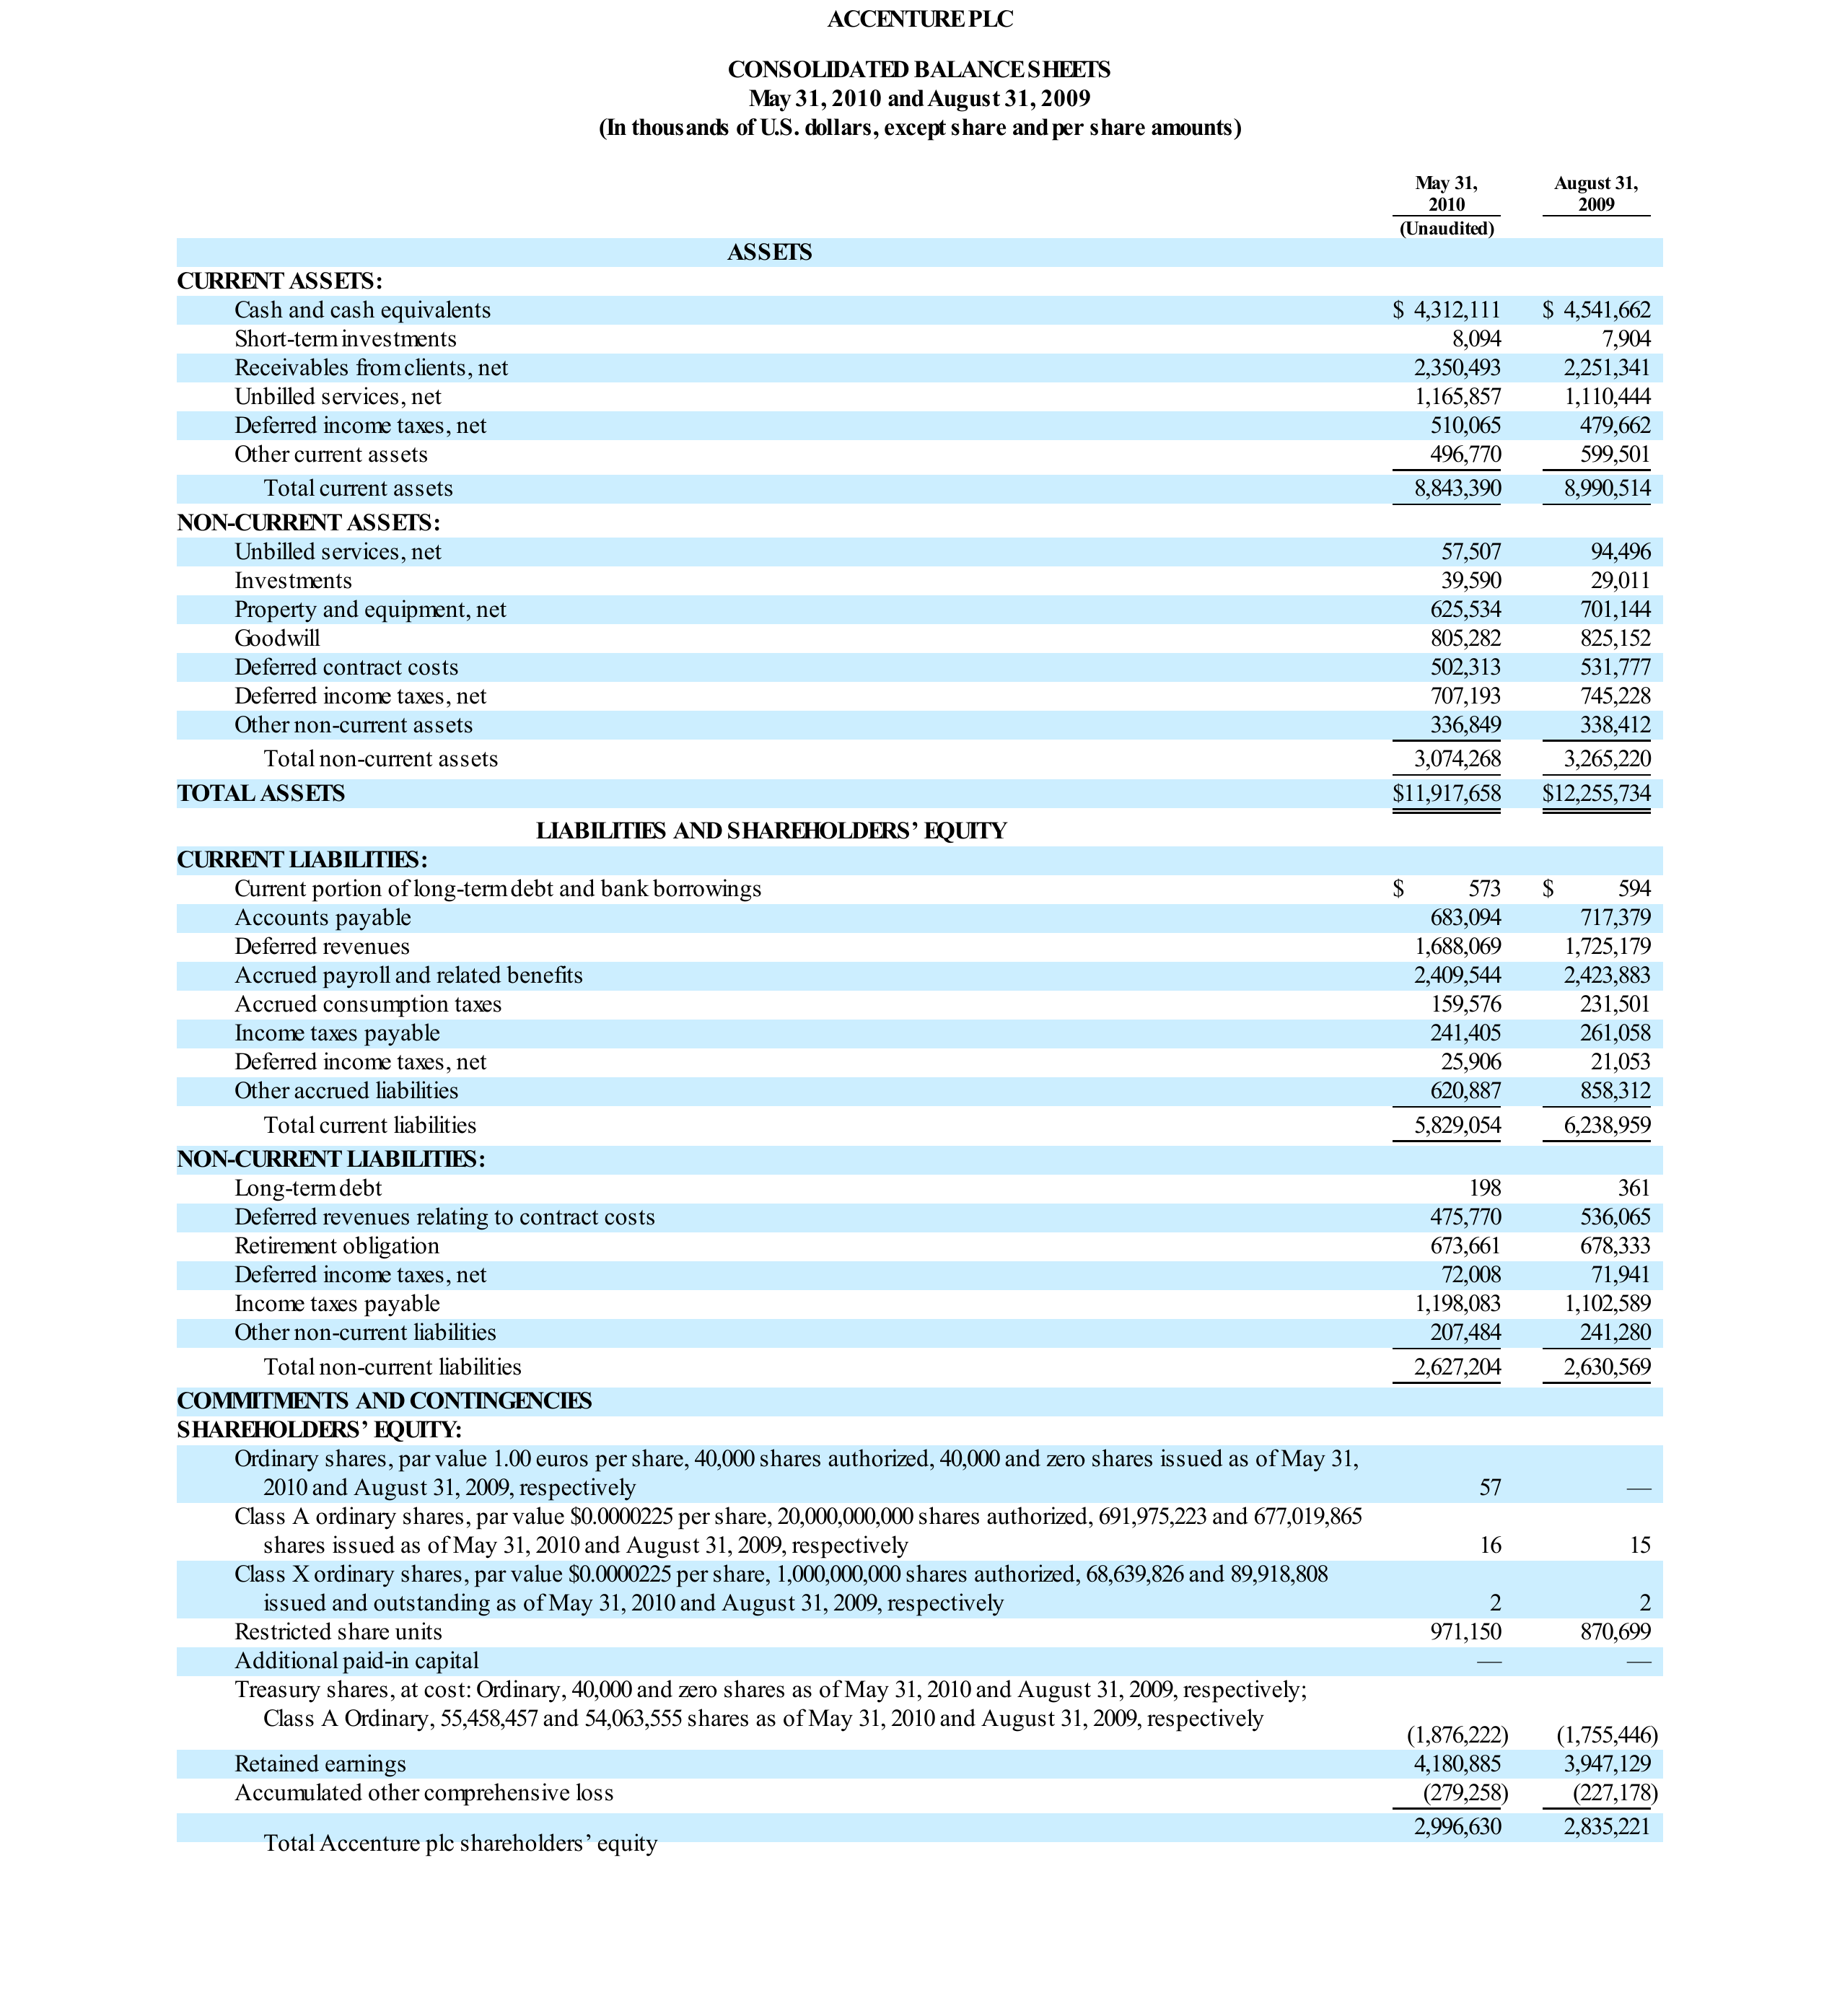 ACCENTURE PLC
CONSOLIDATED BALANCE SHEETS
May 31, 2010 and August 31, 2009
(In thousands of U.S. dollars, except share and per share amounts)
May 31, August 31,
2010 2009
(Unaudited)
ASSETS
CURRENT ASSETS:
Cash and cash equivalents $ 4,312,111 $ 4,541,662
Short-term investments 8,094 7,904
Receivables from clients, net 2,350,493 2,251,341
Unbilled services, net 1,165,857 1,110,444
Deferred income taxes, net 510,065 479,662
Other current assets 496,770 599,501
Total current assets 8,843,390 8,990,514
NON-CURRENT ASSETS:
Unbilled services, net 57,507 94,496
Investments 39,590 29,011
Property and equipment, net 625,534 701,144
Goodwill 805,282 825,152
Deferred contract costs 502,313 531,777
Deferred income taxes, net 707,193 745,228
Other non-current assets 336,849 338,412
Total non-current assets 3,074,268 3,265,220
TOTAL ASSETS $11,917,658 $12,255,734
LIABILITIES AND SHAREHOLDERS’ EQUITY
CURRENT LIABILITIES:
Current portion of long-term debt and bank borrowings $ 573 $ 594
Accounts payable 683,094 717,379
Deferred revenues 1,688,069 1,725,179
Accrued payroll and related benefits 2,409,544 2,423,883
Accrued consumption taxes 159,576 231,501
Income taxes payable 241,405 261,058
Deferred income taxes, net 25,906 21,053
Other accrued liabilities 620,887 858,312
Total current liabilities 5,829,054 6,238,959
NON-CURRENT LIABILITIES:
Long-term debt 198 361
Deferred revenues relating to contract costs 475,770 536,065
Retirement obligation 673,661 678,333
Deferred income taxes, net 72,008 71,941
Income taxes payable 1,198,083 1,102,589
Other non-current liabilities 207,484 241,280
Total non-current liabilities 2,627,204 2,630,569
COMMITMENTS AND CONTINGENCIES
SHAREHOLDERS’ EQUITY:
Ordinary shares, par value 1.00 euros per share, 40,000 shares authorized, 40,000 and zero shares issued as of May 31,
2010 and August 31, 2009, respectively 57 —
Class A ordinary shares, par value $0.0000225 per share, 20,000,000,000 shares authorized, 691,975,223 and 677,019,865
shares issued as of May 31, 2010 and August 31, 2009, respectively 16 15
Class X ordinary shares, par value $0.0000225 per share, 1,000,000,000 shares authorized, 68,639,826 and 89,918,808
issued and outstanding as of May 31, 2010 and August 31, 2009, respectively 2 2
Restricted share units 971,150 870,699
Additional paid-in capital — —
Treasury shares, at cost: Ordinary, 40,000 and zero shares as of May 31, 2010 and August 31, 2009, respectively;
Class A Ordinary, 55,458,457 and 54,063,555 shares as of May 31, 2010 and August 31, 2009, respectively (1,876,222) (1,755,446)
Retained earnings 4,180,885 3,947,129
Accumulated other comprehensive loss (279,258) (227,178)
Total Accenture plc shareholders’ equity 2,996,630 2,835,221